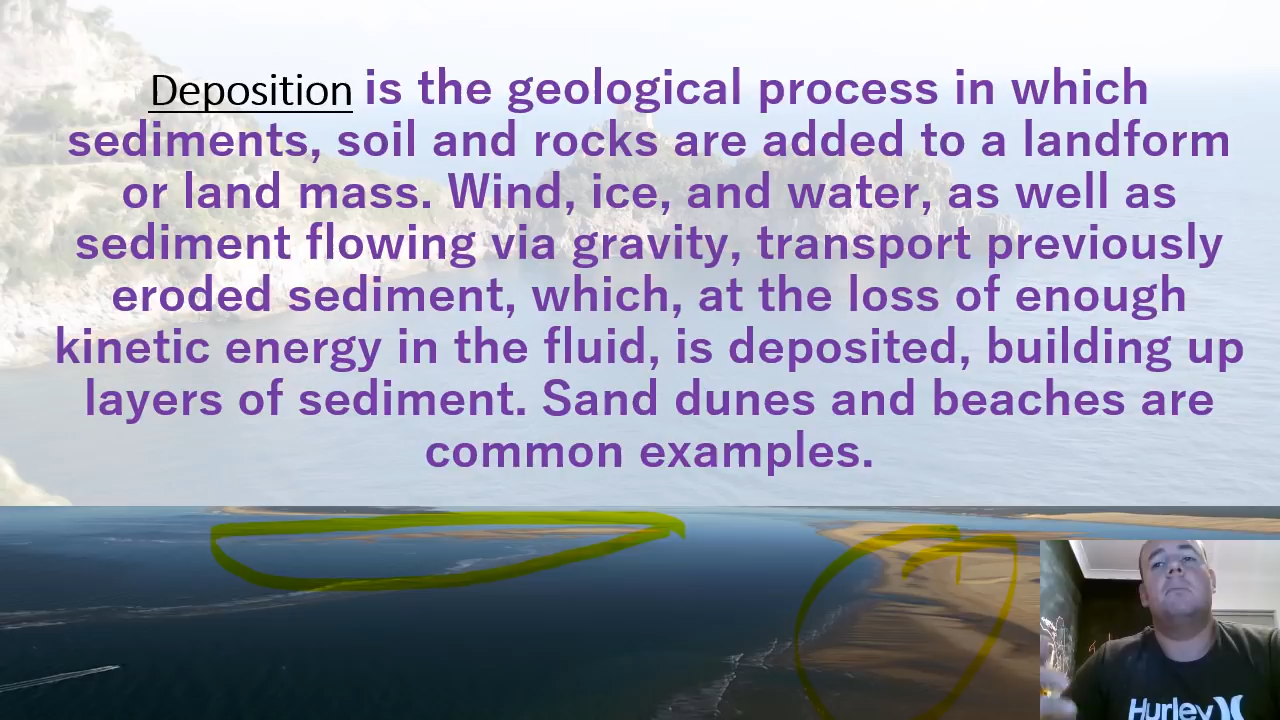 Deposition is the geological process in which
sediments, soil and rocks are added to a landform
or land mass. Wind, ice, and water, as well as
sediment flowing via gravity, transport previously
eroded sediment, which, at the loss of enough
kinetic energy in the fluid, is deposited, building up
layers of sediment. Sand dunes and beaches are
common examples.
Hurley